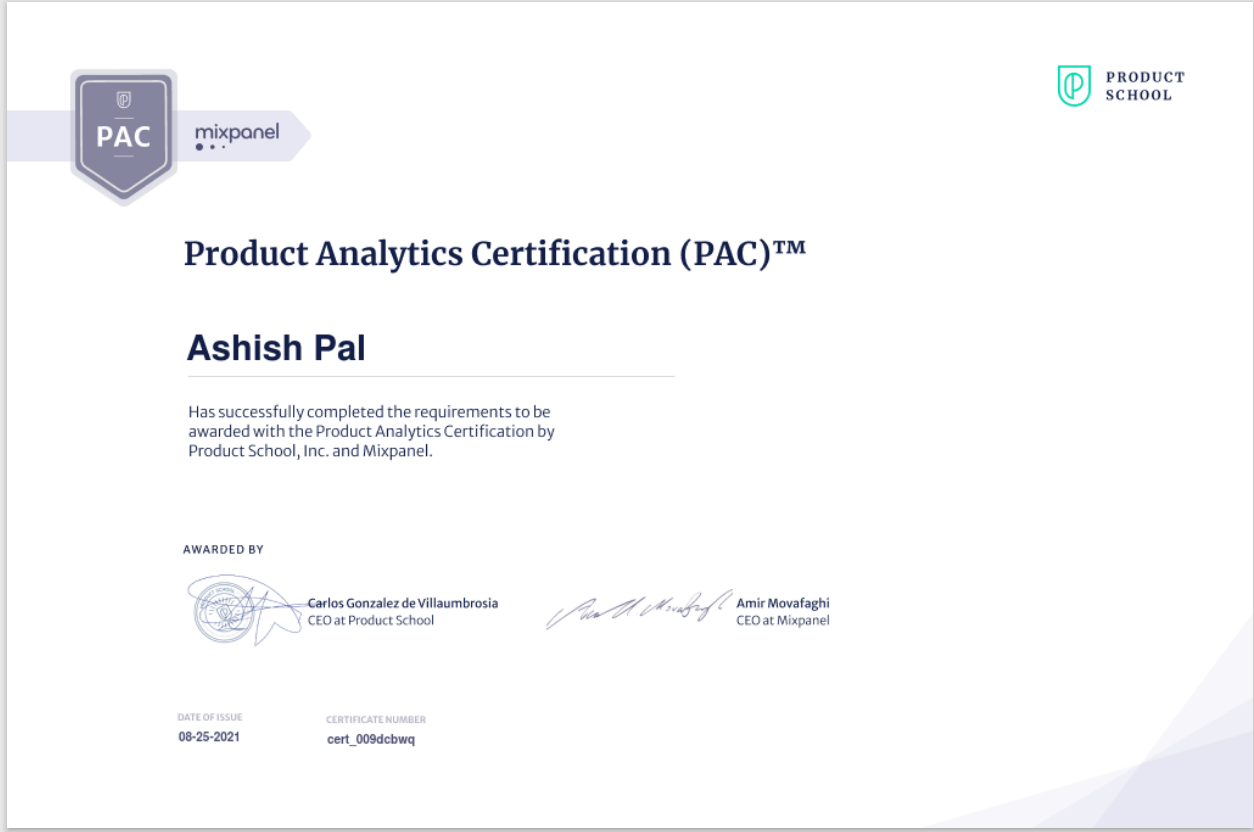 PRODUCT
SCHOOL
PAC
mixpanel
Product Analytics Certification (PAC)™
Ashish Pal
Has successfully completed the requirements to be
awarded with the Product Analytics Certification by
Product School, Inc. and Mixpanel.
AWARDED BY
Carlos Gonzalez de Villaumbrosia
CEO at Product School
Amir Movafaghi
CEO at Mixpanel
DATE OF ISSUE
08-25-2021
CERTIFICATE NUMBER
cert_009dcbwq